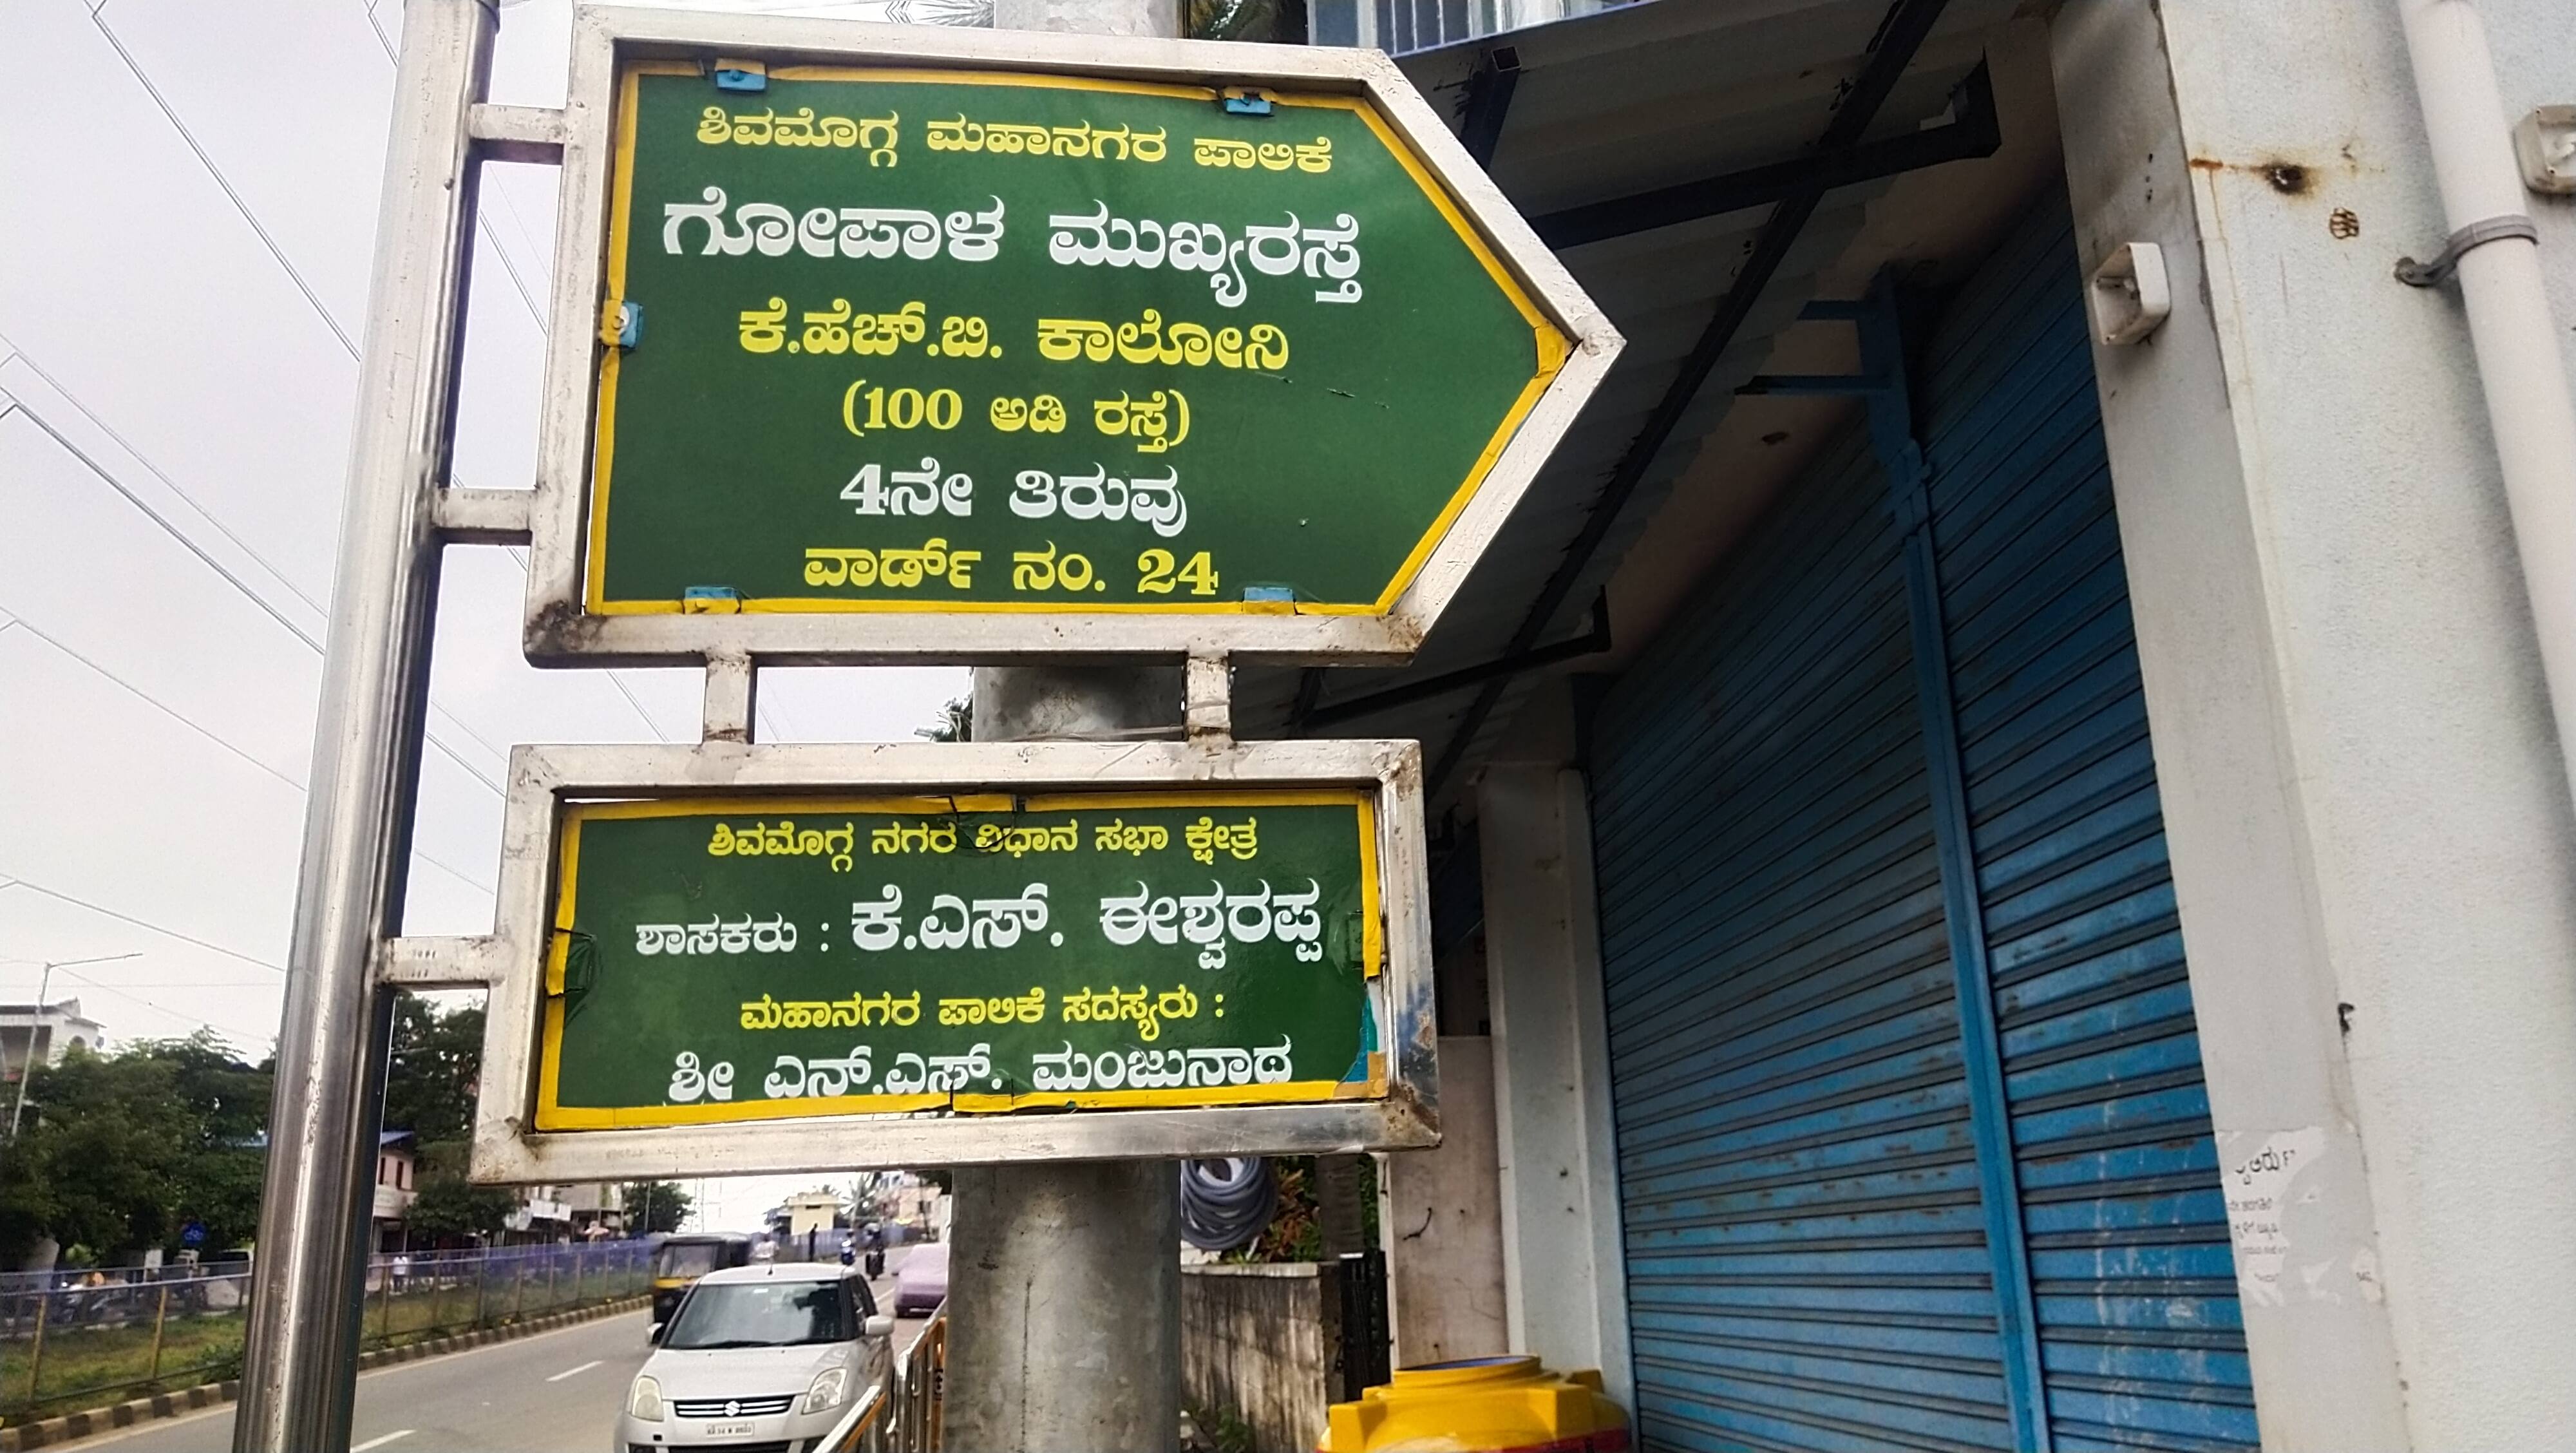 ಶಿವಮೊಗ್ಗ ಮಹಾನಗರ ಪಾಲಿಕೆ
ಗೋಪಾಳ ಮುಖ್ಯರಸ್ತೆ
ಕೆ.ಹೆಚ್.ಬಿ. ಕಾಲೋನಿ
(100 ಅಡಿ ರಸ್ತೆ)
4ನೇ ತಿರುವು
ವಾರ್ಡ್ ನಂ. 24
ಶಿವಮೊಗ್ಗ ನಗರ ವಿಧಾನ ಸಭಾ ಕ್ಷೇತ್ರ
ಶಾಸಕರು : ಕೆ.ಎಸ್. ಈಶ್ವರಪ್ಪ
ಮಹಾನಗರ ಪಾಲಿಕೆ ಸದಸ್ಯರು :
ಶ್ರೀ ಎನ್.ಎಸ್. ಮಂಜುನಾಥ